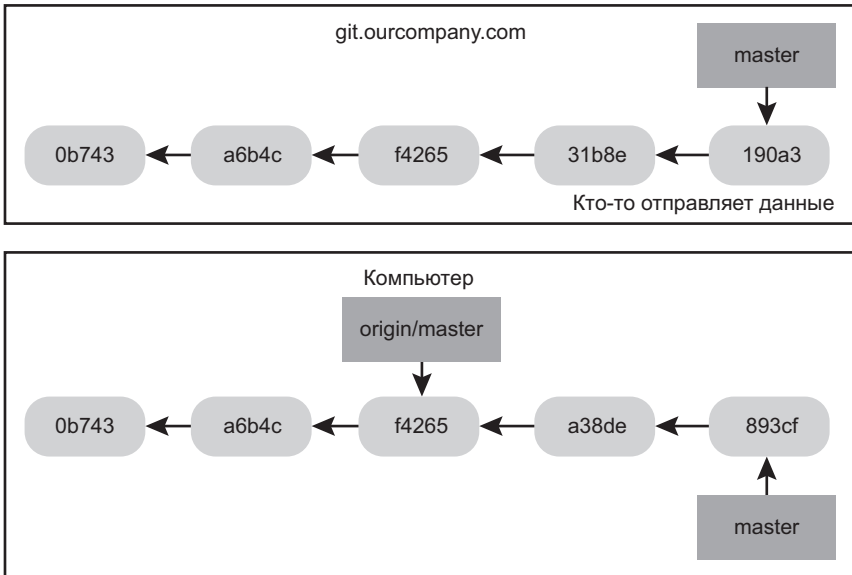 git.ourcompany.com
master
0b743
a6b4c
f4265
31b8e
190a3
Кто-то отправляет данные
Компьютер
origin/master
0b743
a6b4c
f4265
a38de
893cf
master